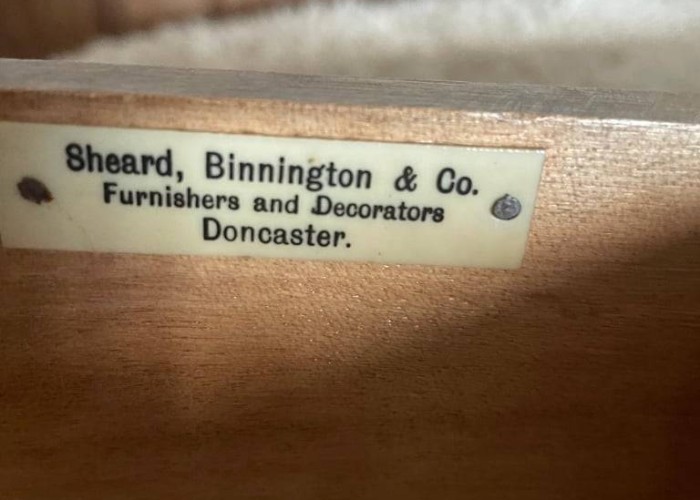 Sheard, Binnington & Co.
Furnishers and Decorators
Doncaster.